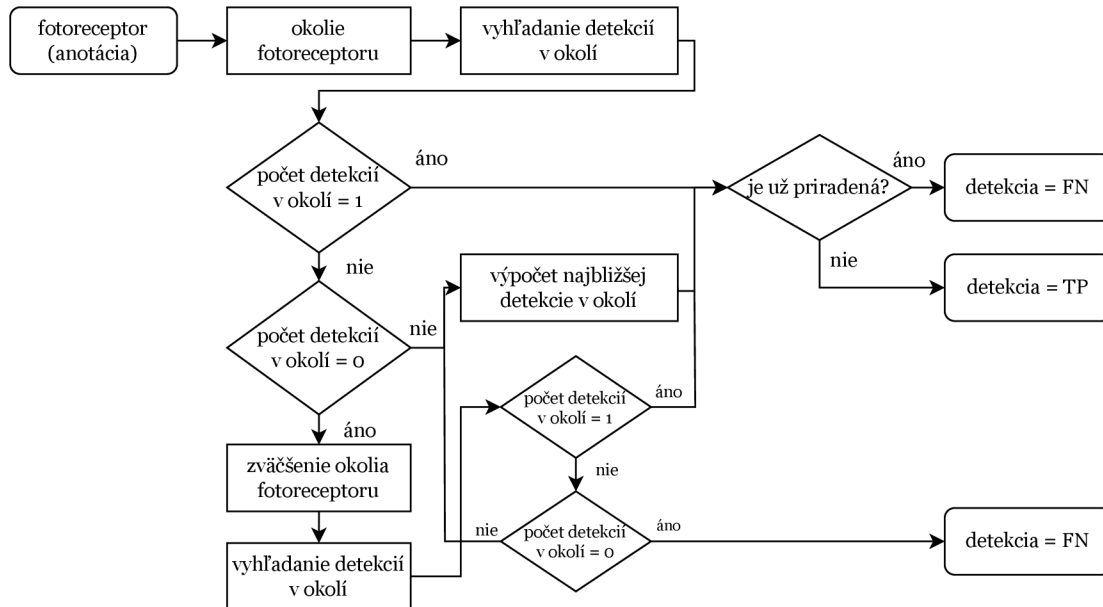 fotoreceptor
(anotácia)
okolie
fotoreceptoru
vyhľadanie detekcií
v okolí
počet detekcií
v okolí = 1
áno
je už priradená?
áno
detekcia = FN
nie
detekcia = TP
nie
výpočet najbližšej
detekcie v okolí
počet detekcií
v okolí = 0
nie
áno
počet detekcií
v okolí = 1
áno
zväčšenie okolia
fotoreceptoru
nie
vyhľadanie detekcií
v okolí
nie
počet detekcií
v okolí = 0
áno
detekcia = FN